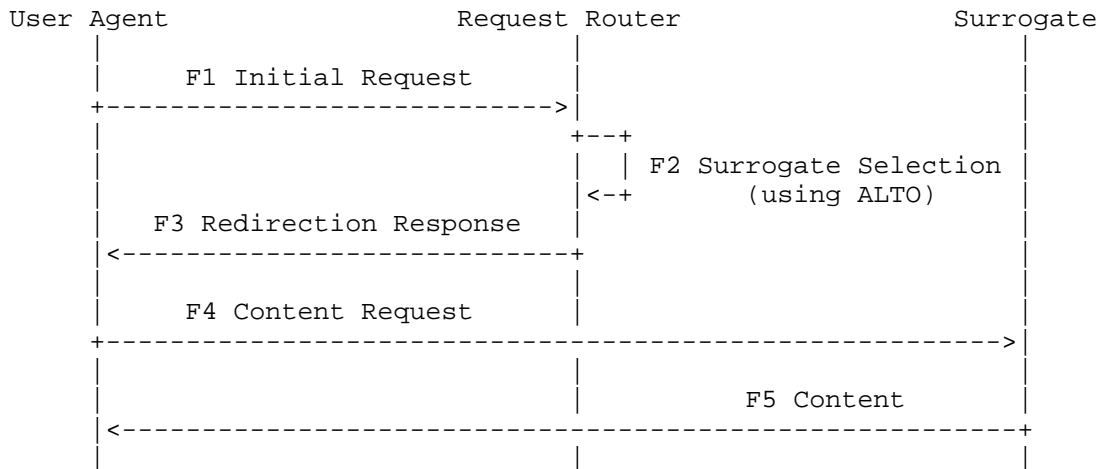 User Agent Request Router Surrogate
F1 Initial Request
F2 Surrogate Selection
(using ALTO)
F3 Redirection Response
F4 Content Request
F5 Content